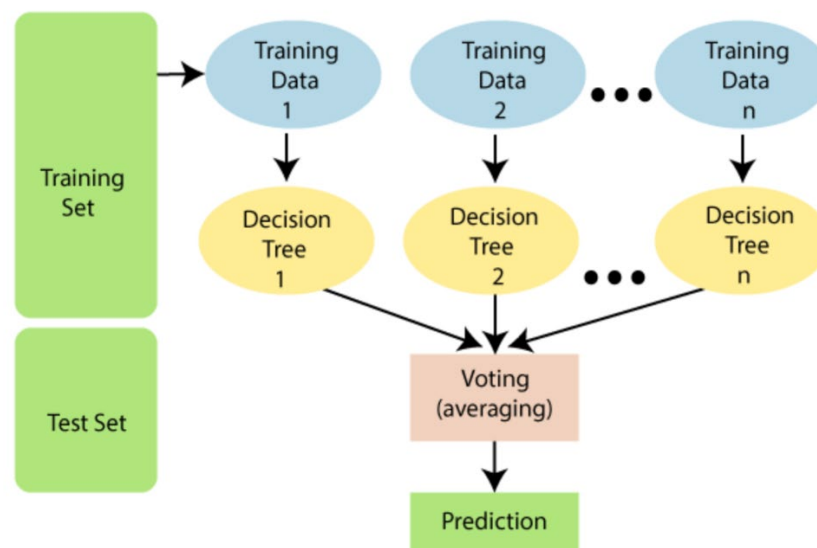 Training
Set
Training
Data
1
Training
Data
2
Training
Data
n
Decision
Tree
1
Decision
Tree
2
Decision
Tree
n
Test Set
Voting
(averaging)
Prediction